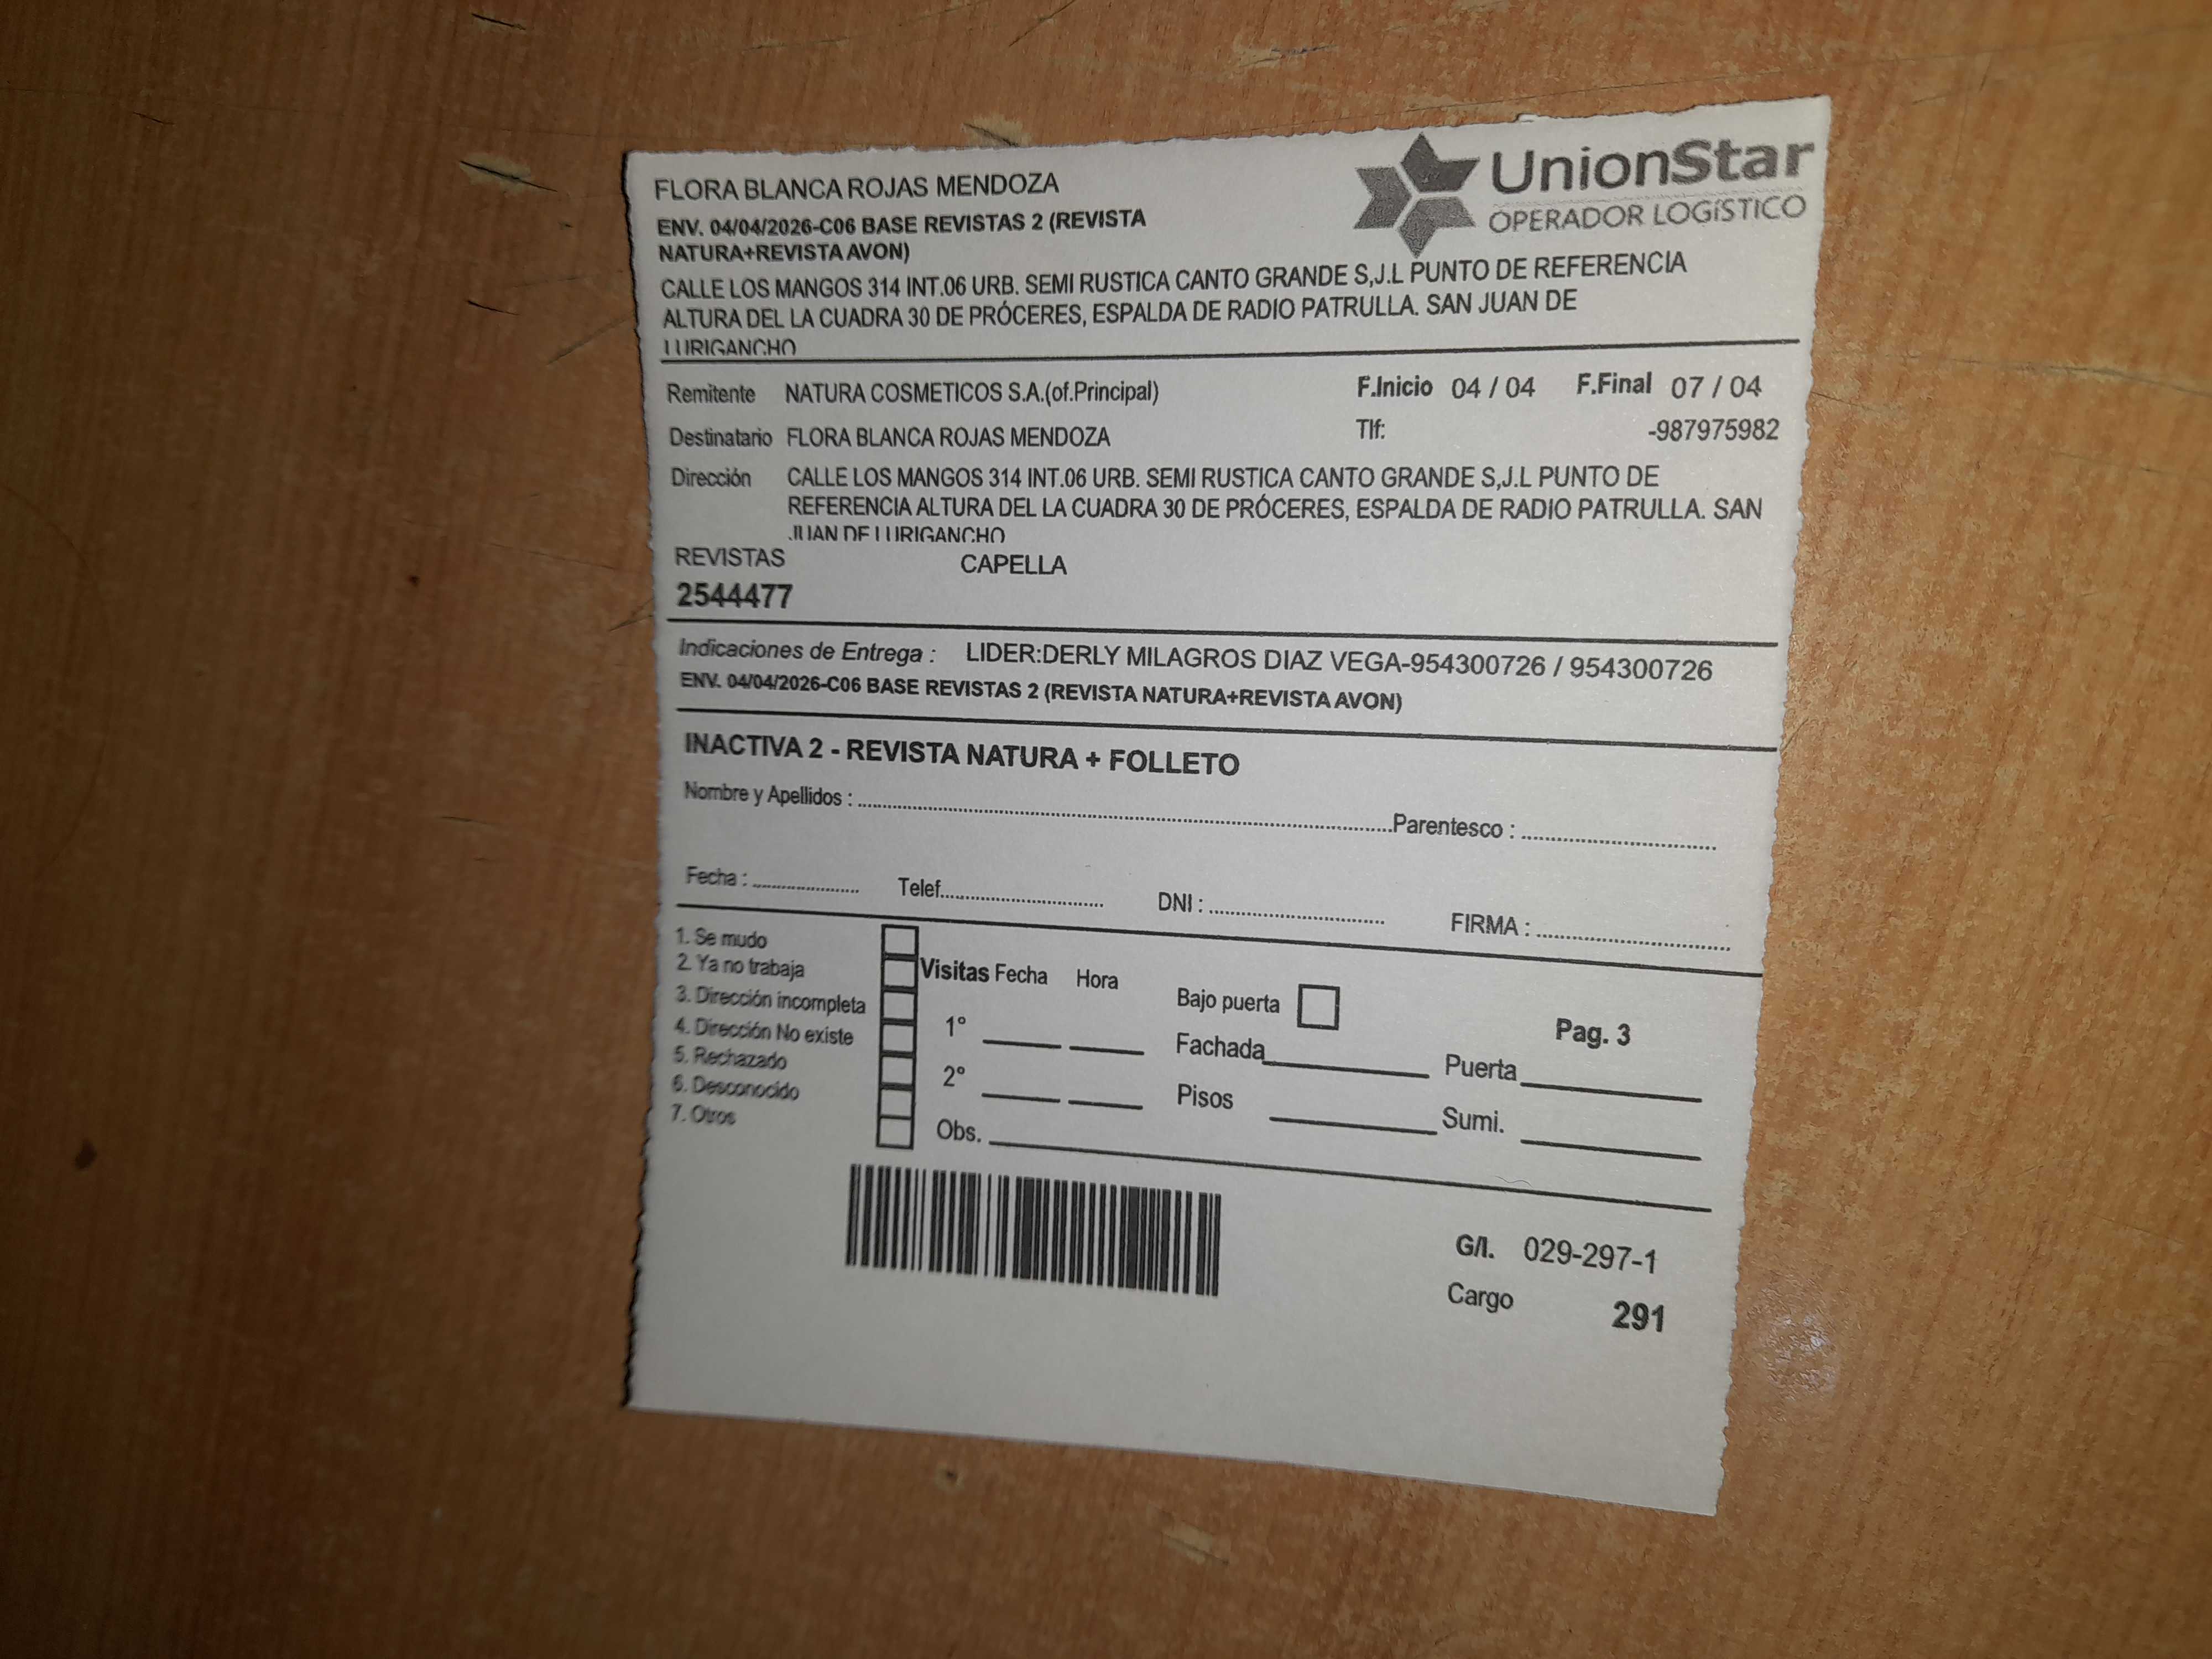 FLORA BLANCA ROJAS MENDOZA
UnionStar
OPERADOR LOGíSTICO
ENV. 04/04/2026-C06 BASE REVISTAS 2 (REVISTA
NATURA+REVISTA AVON)
CALLE LOS MANGOS 314 INT.06 URB. SEMI RUSTICA CANTO GRANDE S,J.L PUNTO DE REFERENCIA
ALTURA DEL LA CUADRA 30 DE PRÓCERES, ESPALDA DE RADIO PATRULLA. SAN JUAN DE
LURIGANCHO
Remitente NATURA COSMETICOS S.A.(of.Principal) F.Inicio 04 / 04 F.Final 07 / 04
Destinatario FLORA BLANCA ROJAS MENDOZA Tlf: -987975982
Dirección CALLE LOS MANGOS 314 INT.06 URB. SEMI RUSTICA CANTO GRANDE S,J.L PUNTO DE
REFERENCIA ALTURA DEL LA CUADRA 30 DE PRÓCERES, ESPALDA DE RADIO PATRULLA. SAN
JUAN DE LURIGANCHO
REVISTAS CAPELLA
2544477
Indicaciones de Entrega : LIDER:DERLY MILAGROS DIAZ VEGA-954300726 / 954300726
ENV. 04/04/2026-C06 BASE REVISTAS 2 (REVISTA NATURA+REVISTA AVON)
INACTIVA 2 - REVISTA NATURA + FOLLETO
Nombre y Apellidos : Parentesco :
Fecha : Telef. DNI : FIRMA :
1. Se mudo
2. Ya no trabaja
3. Dirección incompleta
4. Dirección No existe
5. Rechazado
6. Desconocido
7. Otros
Visitas Fecha Hora
1°
2°
Obs.
Bajo puerta
Fachada
Pisos
Pag. 3
Puerta
Sumi.
G/I. 029-297-1
Cargo 291